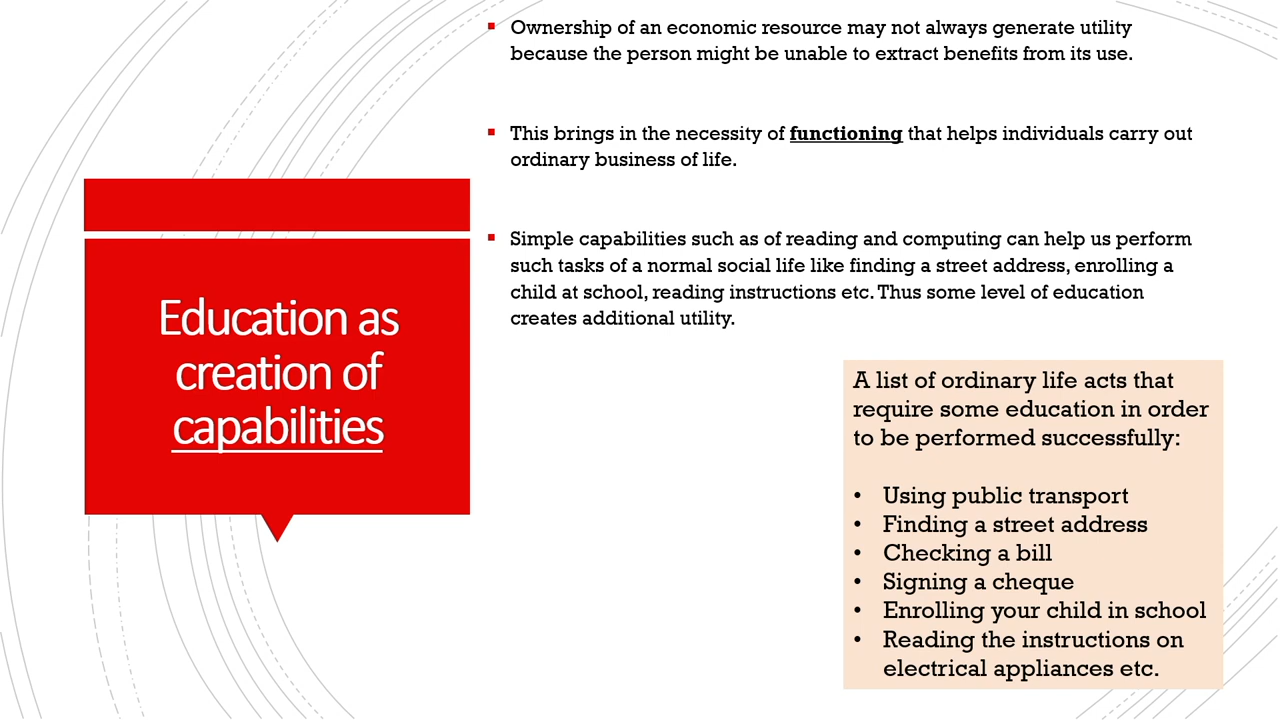 Education as
creation of
capabilities
▪ Ownership of an economic resource may not always generate utility
because the person might be unable to extract benefits from its use.
▪ This brings in the necessity of functioning that helps individuals carry out
ordinary business of life.
▪ Simple capabilities such as of reading and computing can help us perform
such tasks of a normal social life like finding a street address, enrolling a
child at school, reading instructions etc. Thus some level of education
creates additional utility.
A list of ordinary life acts that
require some education in order
to be performed successfully:
• Using public transport
• Finding a street address
• Checking a bill
• Signing a cheque
• Enrolling your child in school
• Reading the instructions on
electrical appliances etc.